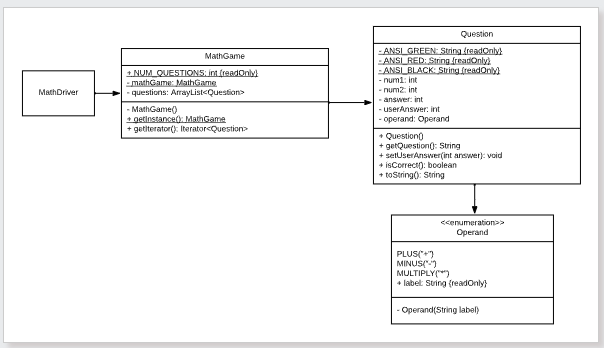 MathDriver
MathGame
+ NUM_QUESTIONS: int {readOnly}
- mathGame: MathGame
- questions: ArrayList<Question>
- MathGame()
+ getInstance(): MathGame
+ getIterator(): Iterator<Question>
Question
- ANSI_GREEN: String {readOnly}
- ANSI_RED: String {readOnly}
- ANSI_BLACK: String {readOnly}
- num1: int
- num2: int
- answer: int
- userAnswer: int
- operand: Operand
+ Question()
+ getQuestion(): String
+ setUserAnswer(int answer): void
+ isCorrect(): boolean
+ toString(): String
<<enumeration>>
Operand
PLUS("+")
MINUS("-")
MULTIPLY("*")
+ label: String {readOnly}
- Operand(String label)